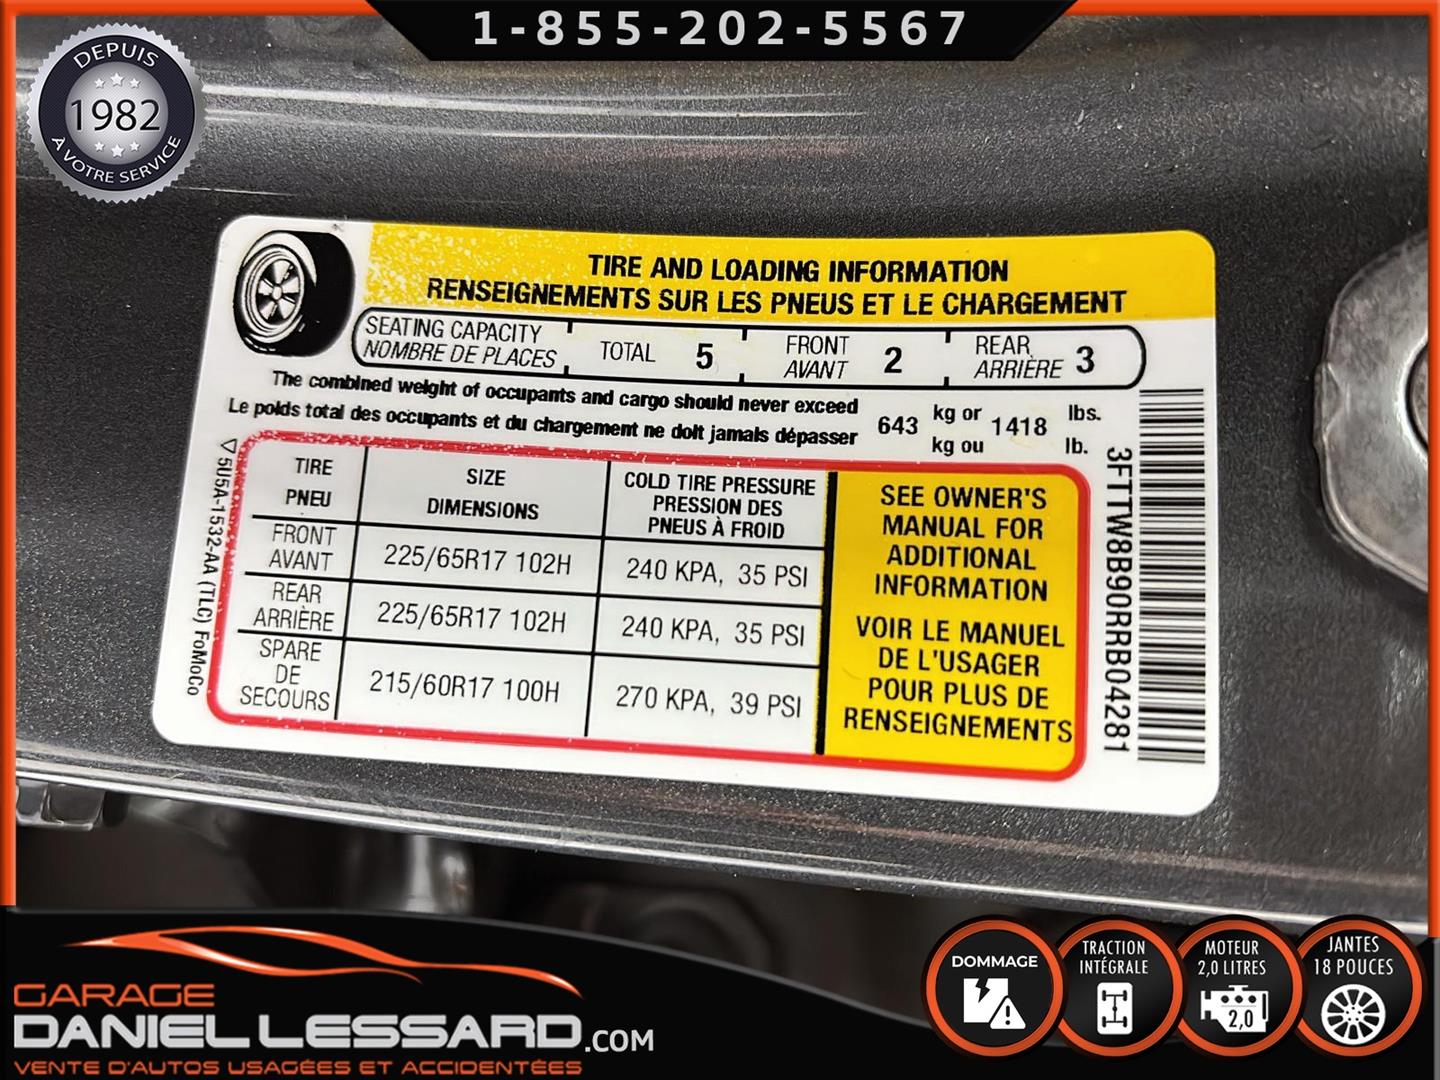 1-855-202-5567
DEPUIS
1982
À VOTRE SERVICE
TIRE AND LOADING INFORMATION
RENSEIGNEMENTS SUR LES PNEUS ET LE CHARGEMENT
SEATING CAPACITY
NOMBRE DE PLACES
TOTAL 5
FRONT
AVANT 2
REAR
ARRIÈRE 3
The combined weight of occupants and cargo should never exceed
Le poids total des occupants et du chargement ne doit jamais dépasser
643 kg or 1418 lbs.
kg ou lb.
TIRE
PNEU
SIZE
DIMENSIONS
COLD TIRE PRESSURE
PRESSION DES
PNEUS À FROID
FRONT
AVANT
225/65R17 102H
240 KPA, 35 PSI
REAR
ARRIÈRE
225/65R17 102H
240 KPA, 35 PSI
SPARE
DE
SECOURS
215/60R17 100H
270 KPA, 39 PSI
SEE OWNER'S
MANUAL FOR
ADDITIONAL
INFORMATION
VOIR LE MANUEL
DE L'USAGER
POUR PLUS DE
RENSEIGNEMENTS
5U5A-1532-AA (TLC) FoMoCo
3FTTW8B90RRB04281
GARAGE
DANIEL LESSARD.COM
VENTE D'AUTOS USAGÉES ET ACCIDENTÉES
DOMMAGE
TRACTION
INTÉGRALE
MOTEUR
2,0 LITRES
2,0
JANTES
18 POUCES